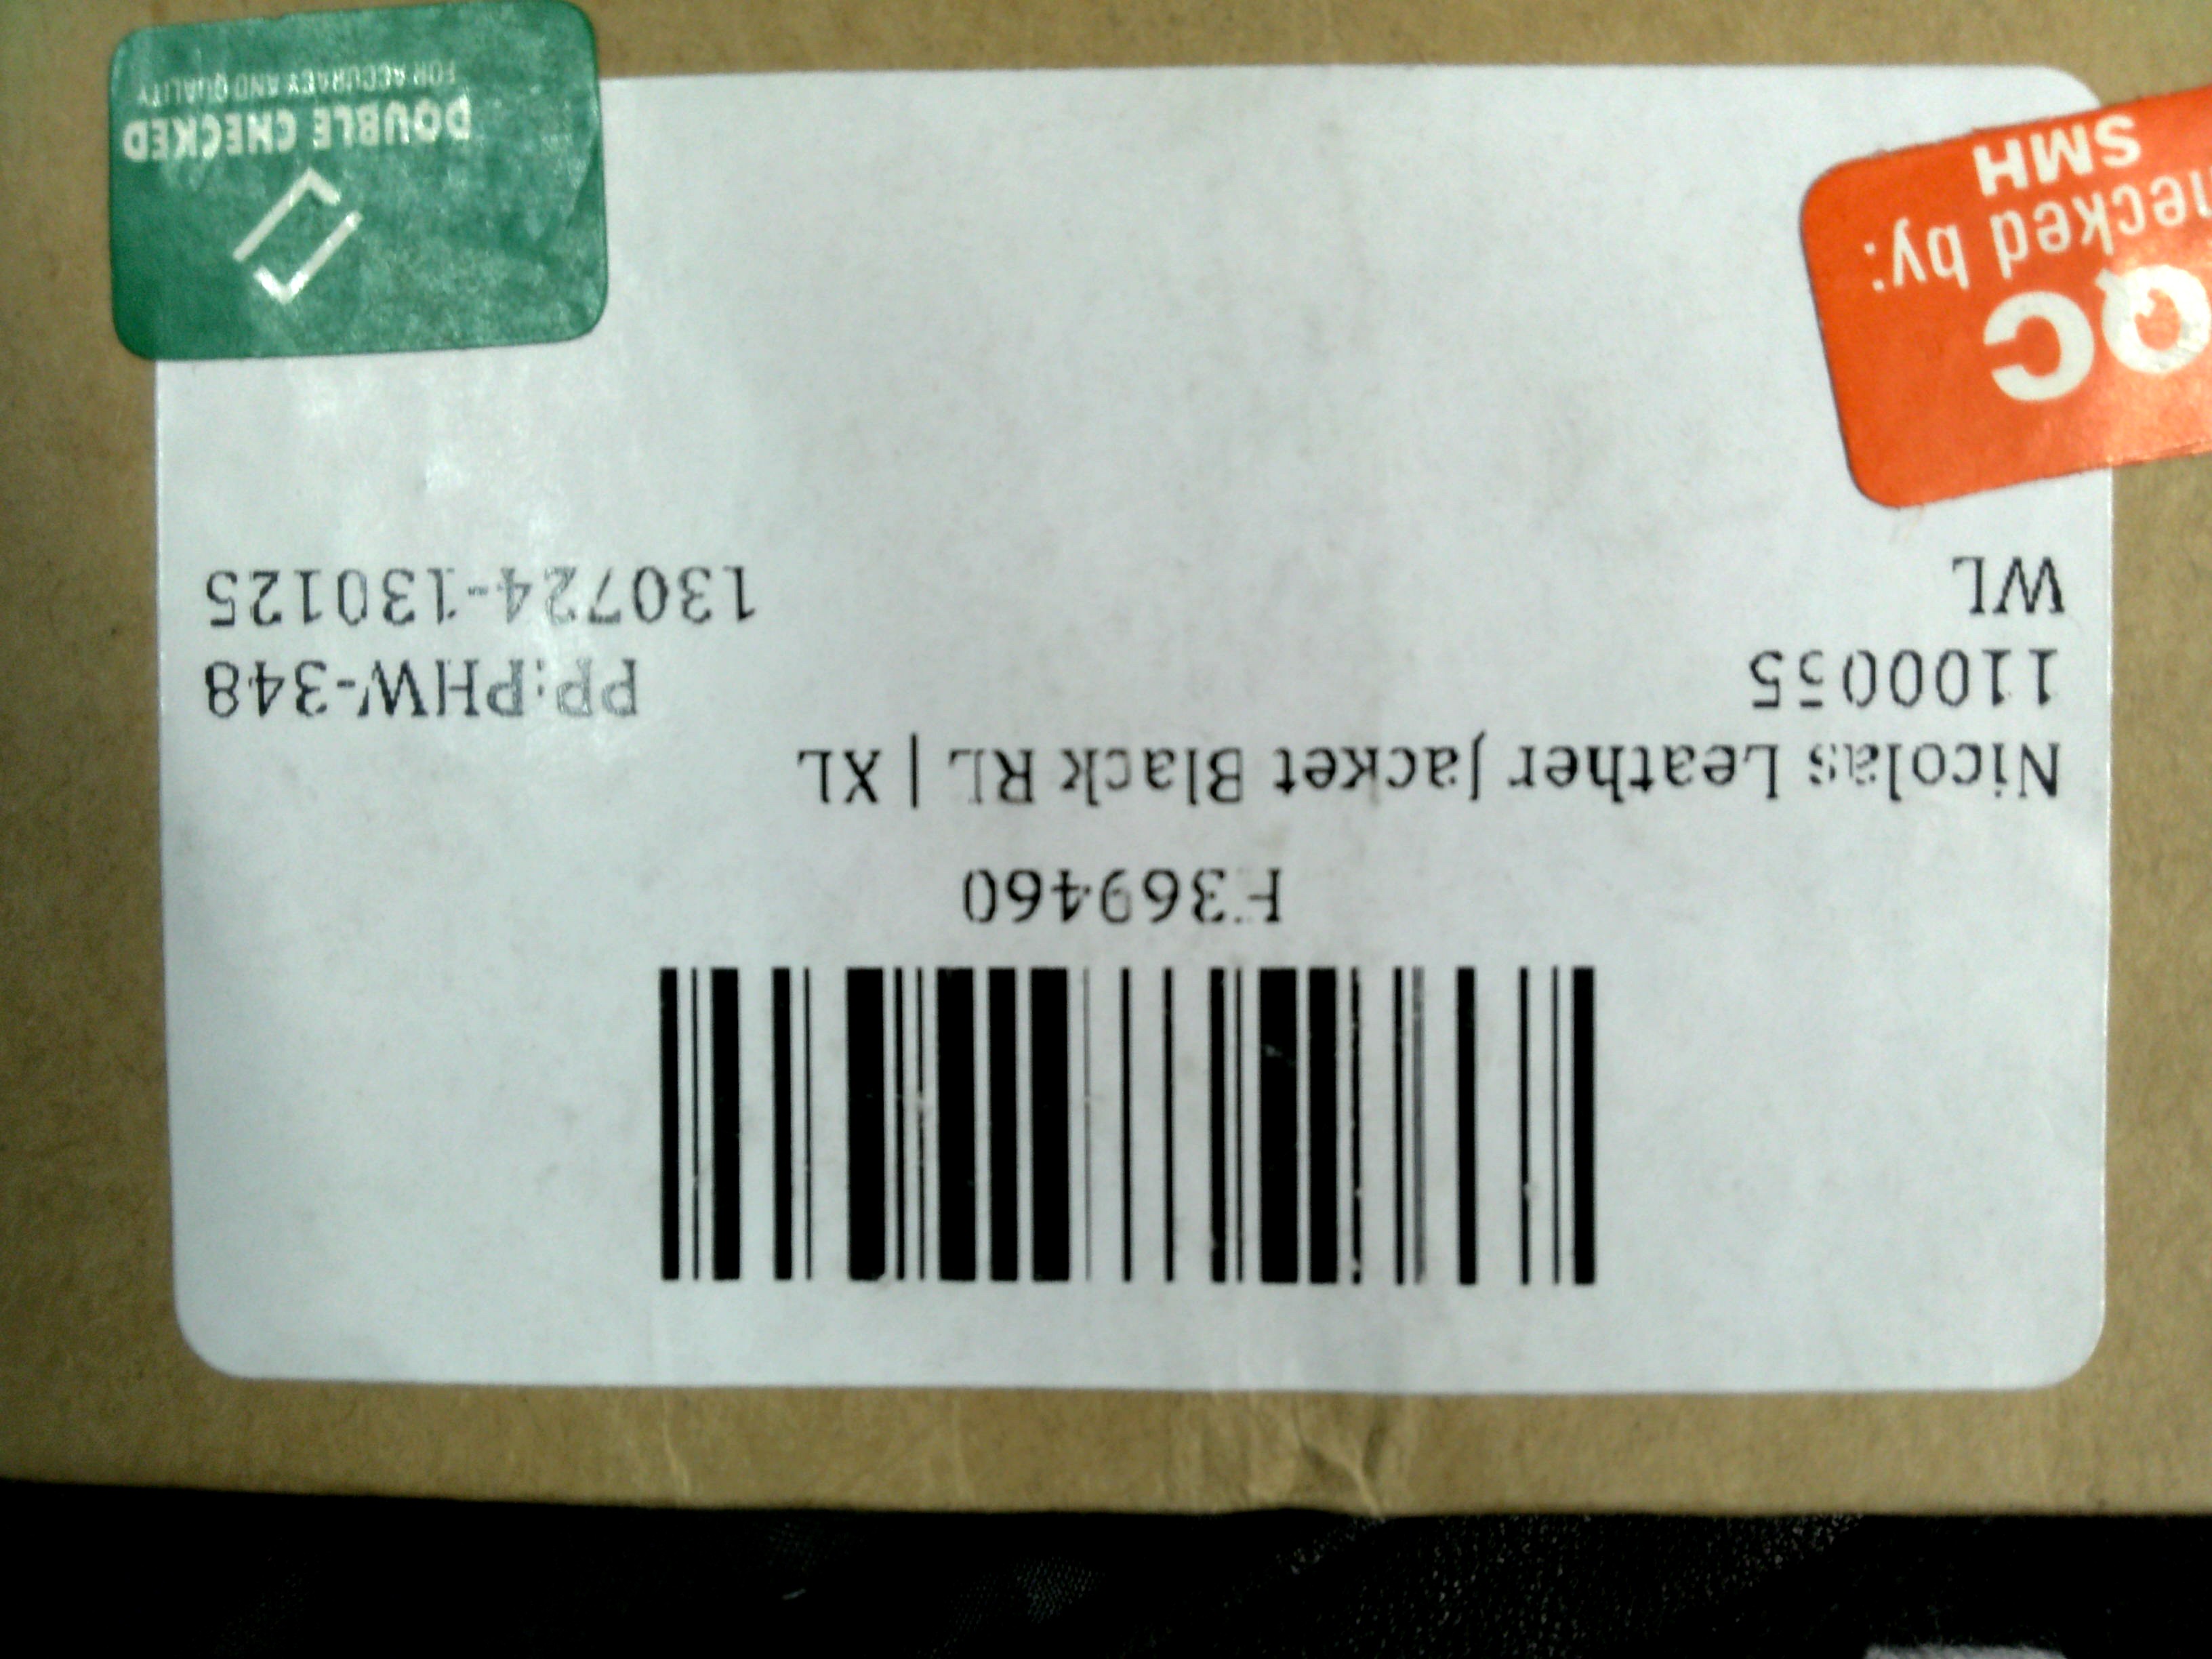 F369460
Nicolas Leather Jacket Black RL | XL
1100055 PP:PHW-348
WL 130724-130125
QC
hecked by:
SMH
DOUBLE CHECKED
FOR ACCURACY AND QUALITY